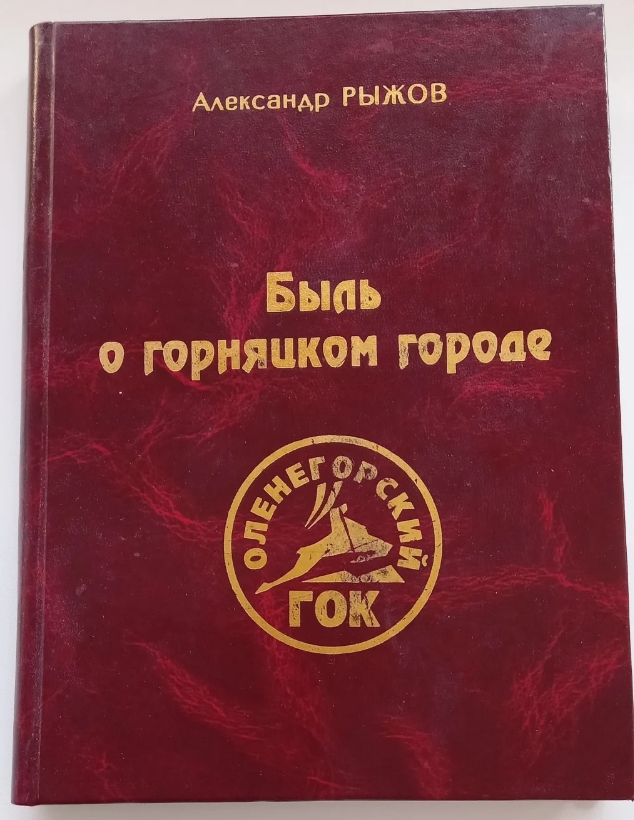 Александр РЫЖОВ
Быль
о горняцком городе
ОЛЕНЕГОРСКИЙ
ГОК